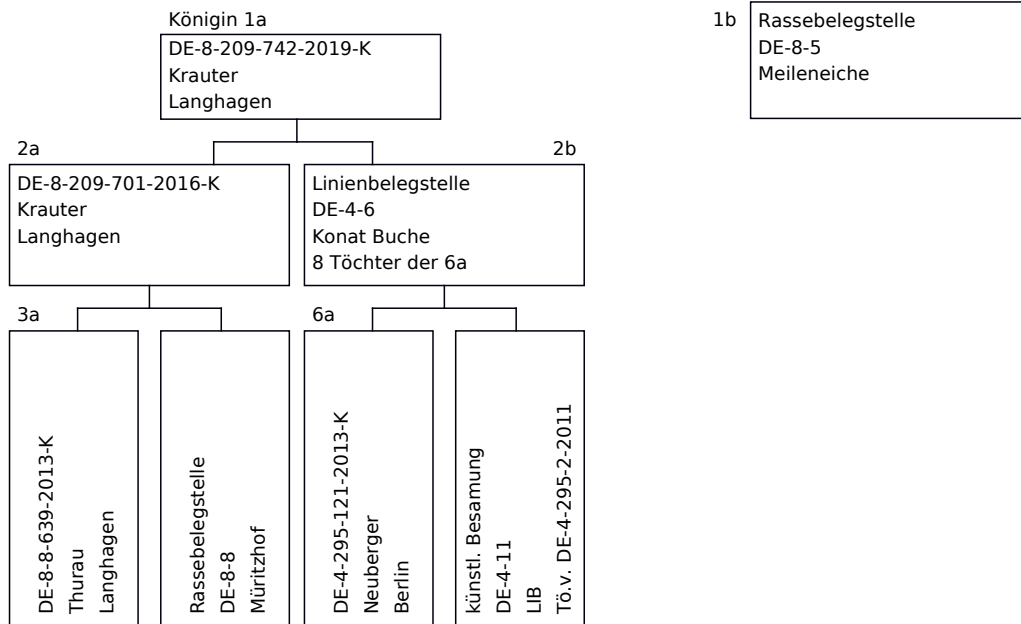 Königin 1a
DE-8-209-742-2019-K
Krauter
Langhagen
1b
Rassebelegstelle
DE-8-5
Meileneiche
2a
DE-8-209-701-2016-K
Krauter
Langhagen
2b
Linienbelegstelle
DE-4-6
Konat Buche
8 Töchter der 6a
3a
DE-8-8-639-2013-K
Thurau
Langhagen
Rassebelegstelle
DE-8-8
Müritzhof
6a
DE-4-295-121-2013-K
Neuberger
Berlin
künstl. Besamung
DE-4-11
LIB
Tö.v. DE-4-295-2-2011